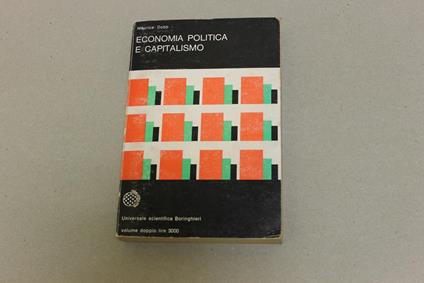 Maurice Dobb
ECONOMIA POLITICA
E CAPITALISMO
Universale scientifica Boringhieri
volume doppio lire 3000